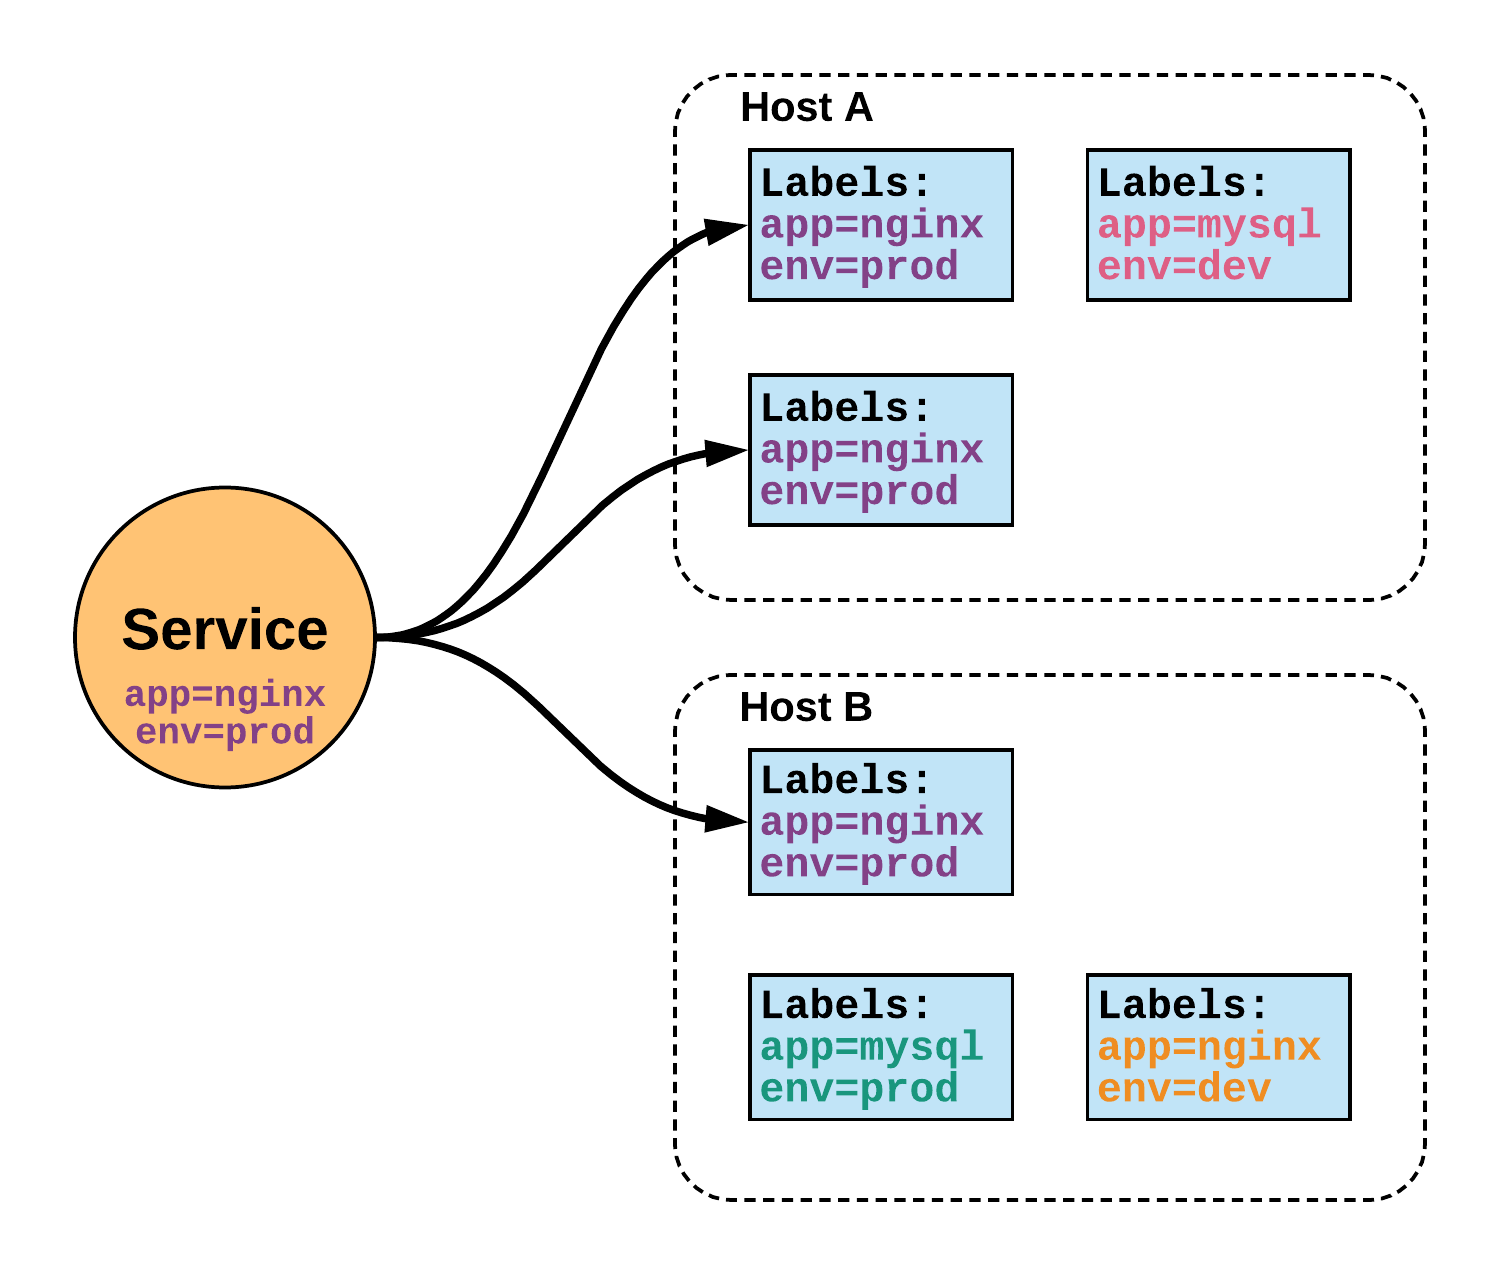 Host A
Labels:
app=nginx
env=prod
Labels:
app=mysql
env=dev
Labels:
app=nginx
env=prod
Service
app=nginx
env=prod
Host B
Labels:
app=nginx
env=prod
Labels:
app=mysql
env=prod
Labels:
app=nginx
env=dev